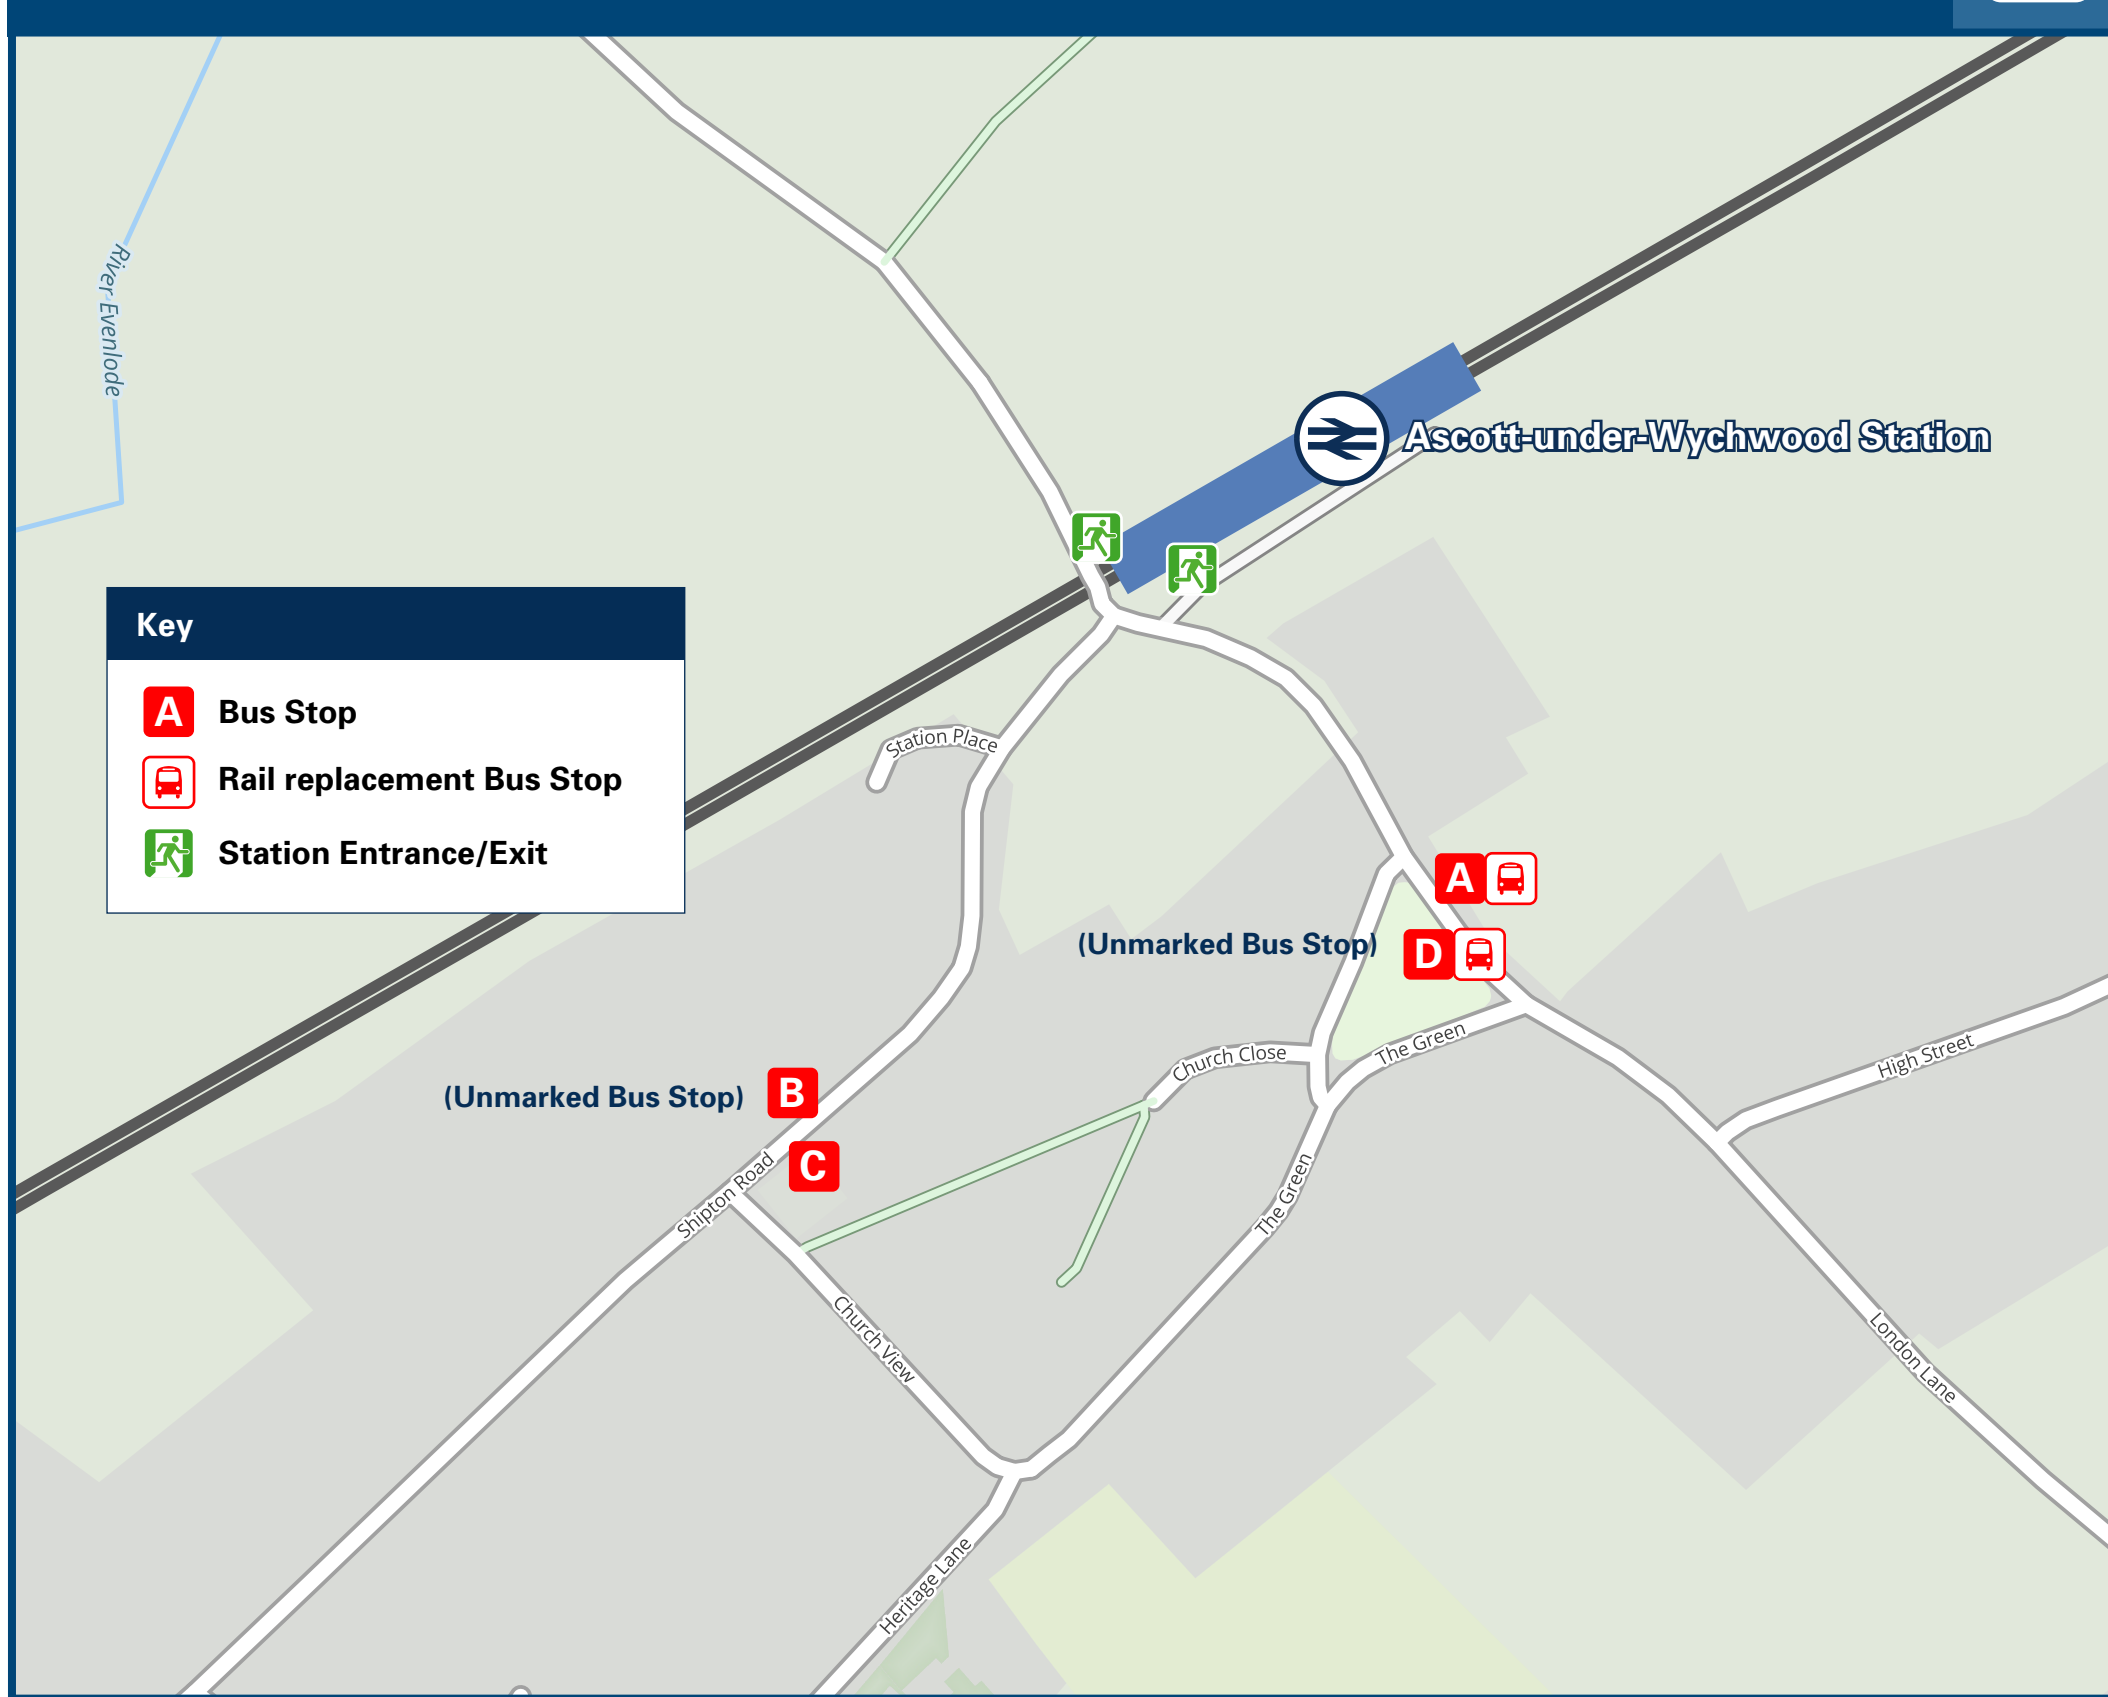 River Evenlode
Ascott-under-Wychwood Station
Key
A Bus Stop
Rail replacement Bus Stop
Station Entrance/Exit
Station Place
A
(Unmarked Bus Stop) D
The Green
Church Close
High Street
(Unmarked Bus Stop) B
C
Shipton Road
The Green
Church View
London Lane
Heritage Lane